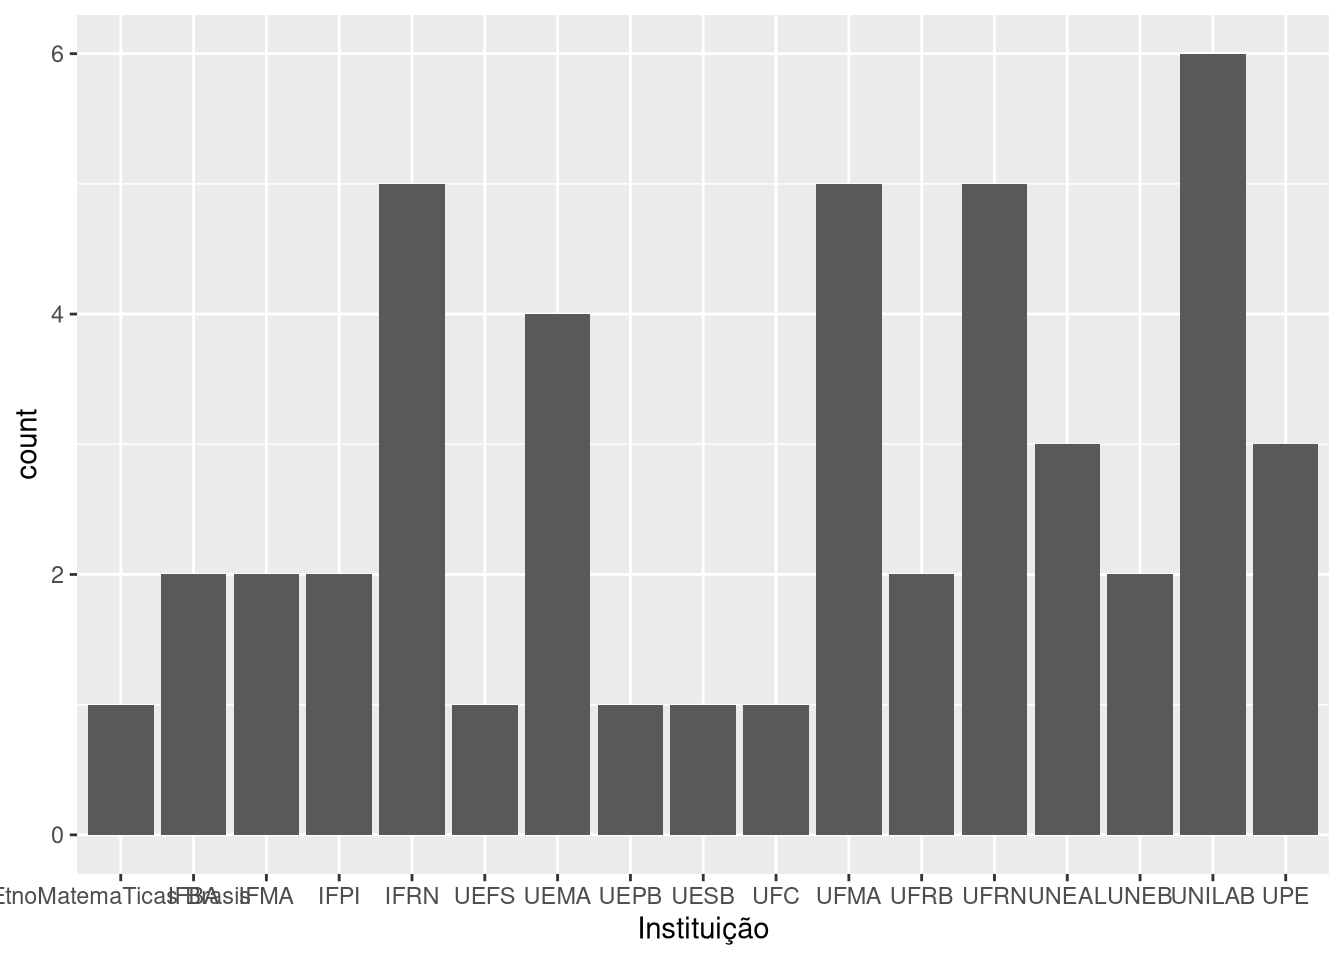 6
4
2
0
count
EtnoMatemaTicas Brasis IFBA IFMA IFPI IFRN UEFS UEMA UEPB UESB UFC UFMA UFRB UFRN UNEAL UNEB UNILAB UPE
Instituição